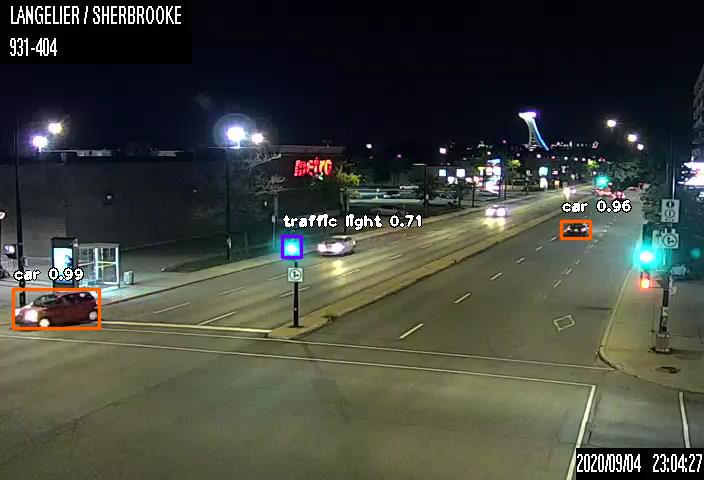 LANGELIER / SHERBROOKE
931-404
metro
car 0.96
traffic light 0.71
car 0.99
2020/09/04 23:04:27